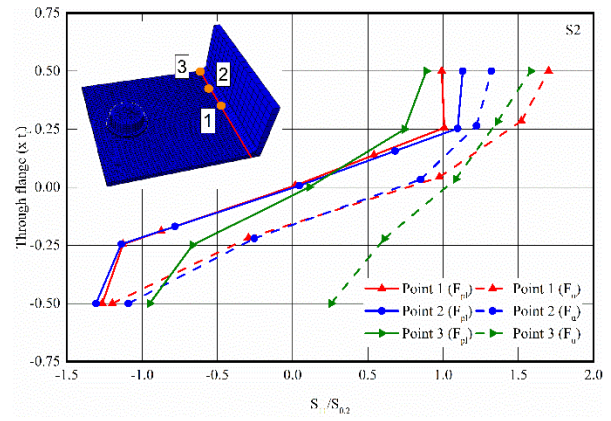 S2
3
2
1
Through flange (x t.)
0.75
0.50
0.25
0.00
-0.25
-0.50
-0.75
Point 1 (Fpl) Point 1 (Fu)
Point 2 (Fpl) Point 2 (Fu)
Point 3 (Fpl) Point 3 (Fu)
-1.5 -1.0 -0.5 0.0 0.5 1.0 1.5 2.0
/S0.2